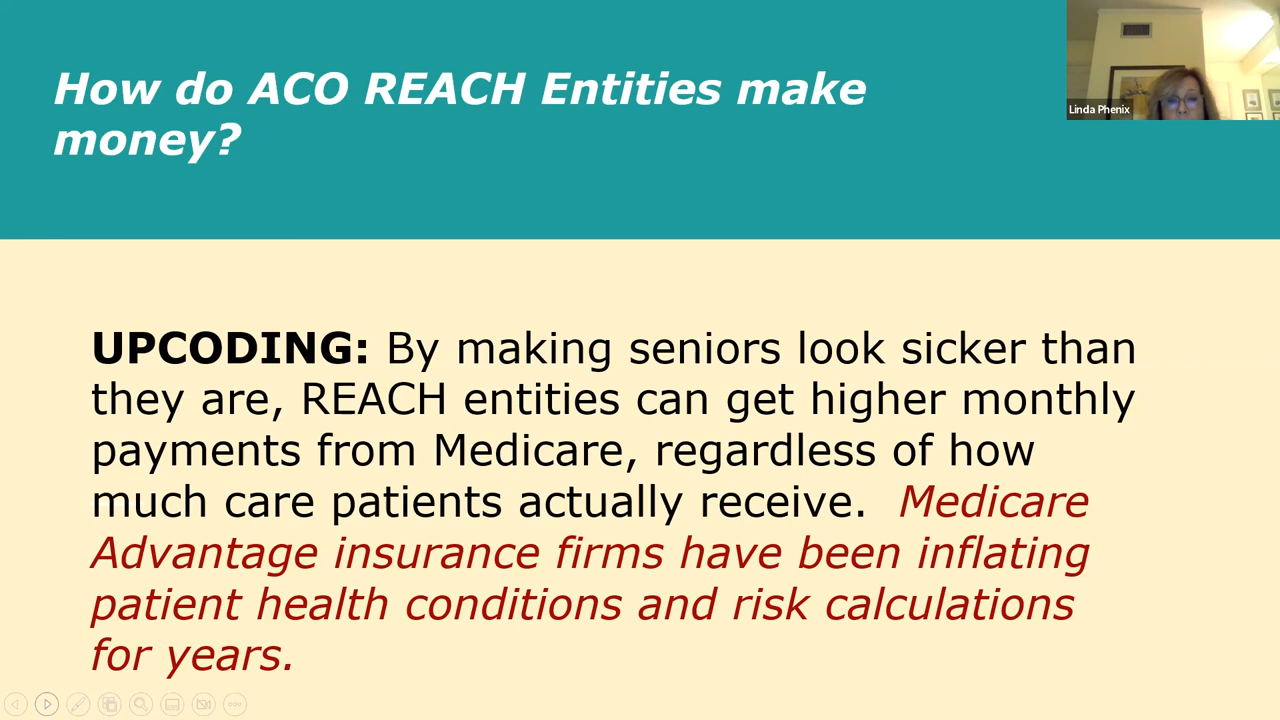 How do ACO REACH Entities make
money?
Linda Phenix
UPCODING: By making seniors look sicker than
they are, REACH entities can get higher monthly
payments from Medicare, regardless of how
much care patients actually receive. Medicare
Advantage insurance firms have been inflating
patient health conditions and risk calculations
for years.